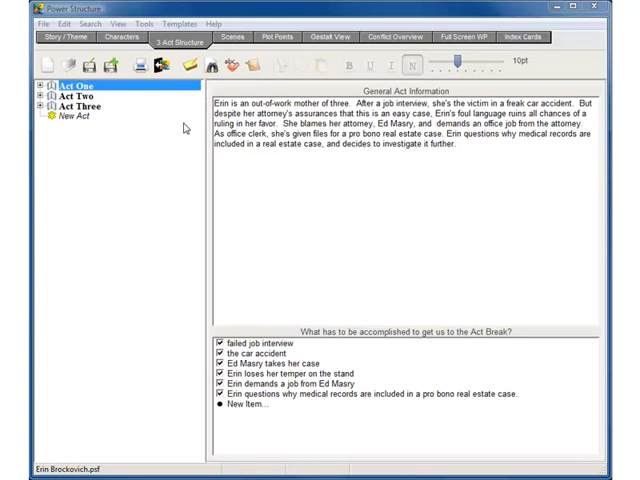 Power Structure
File Edit Search View Tools Templates Help
Story / Theme Characters 3 Act Structure Scenes Plot Points Gestalt View Conflict Overview Full Screen WP Index Cards
B U I N 10pt
Act One
Act Two
Act Three
New Act
General Act Information
Erin is an out-of-work mother of three. After a job interview, she's the victim in a freak car accident. But
despite her attorney's assurances that this is an easy case, Erin's foul language ruins all chances of a
ruling in her favor. She blames her attorney, Ed Masry, and demands an office job from the attorney.
As office clerk, she's given files for a pro bono real estate case. Erin questions why medical records are
included in a real estate case, and decides to investigate it further.
What has to be accomplished to get us to the Act Break?
failed job interview
the car accident
Ed Masry takes her case
Erin loses her temper on the stand
Erin demands a job from Ed Masry
Erin questions why medical records are included in a pro bono real estate case.
New Item...
Erin Brockovich.psf